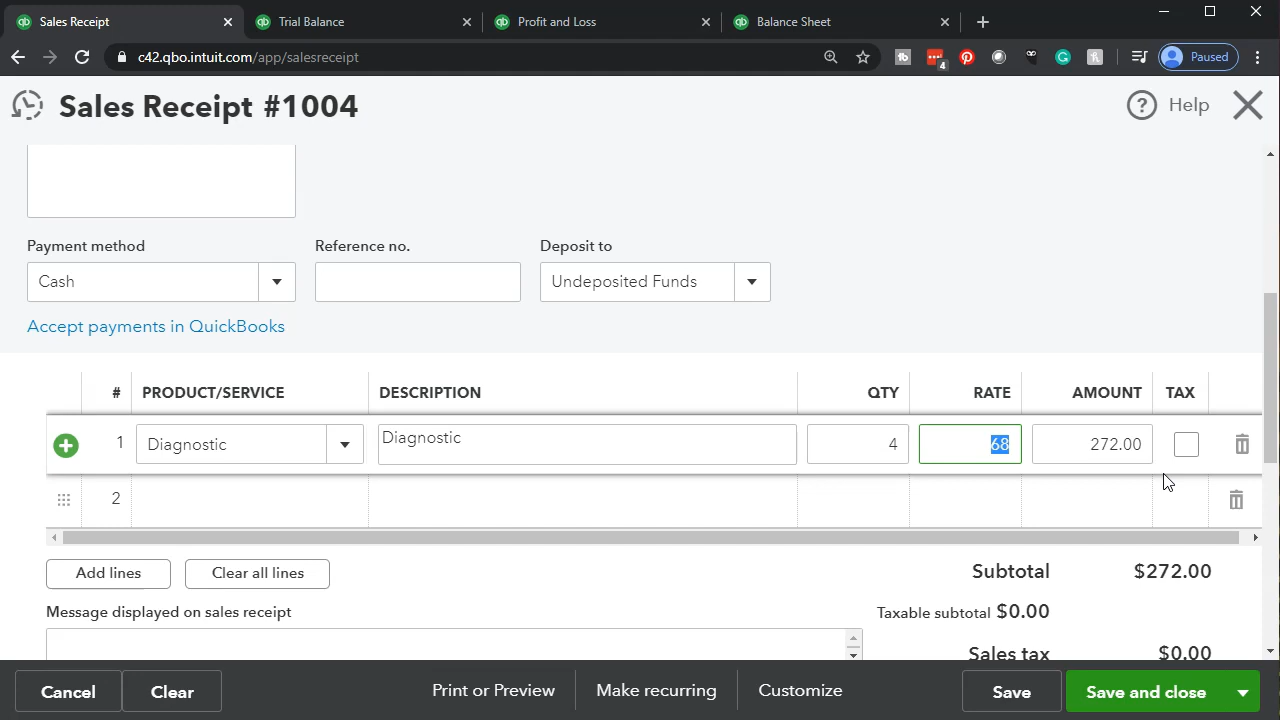 Sales Receipt
Trial Balance
Profit and Loss
Balance Sheet
c42.qbo.intuit.com/app/salesreceipt
4
Paused
Sales Receipt #1004
Help
Payment method
Reference no.
Deposit to
Cash
Undeposited Funds
Accept payments in QuickBooks
# PRODUCT/SERVICE DESCRIPTION QTY RATE AMOUNT TAX
1 Diagnostic Diagnostic 4 68 272.00
2
Add lines
Clear all lines
Subtotal $272.00
Message displayed on sales receipt
Taxable subtotal $0.00
Sales tax $0.00
Cancel
Clear
Print or Preview
Make recurring
Customize
Save
Save and close